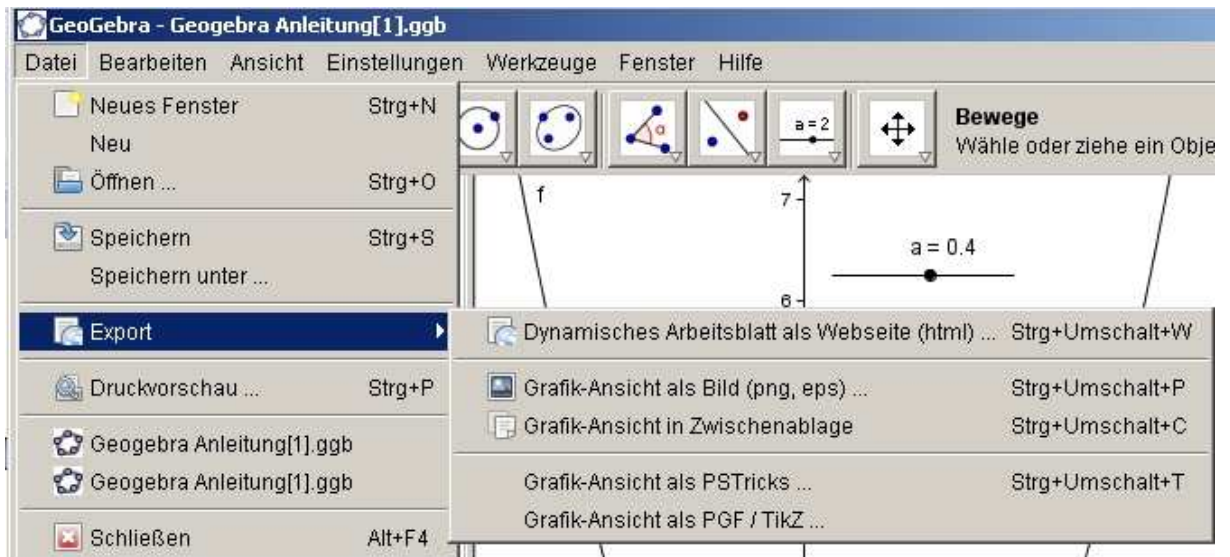 GeoGebra - Geogebra Anleitung[1].ggb
Datei Bearbeiten Ansicht Einstellungen Werkzeuge Fenster Hilfe
Neues Fenster Strg+N
Neu
Öffnen ... Strg+O
Speichern Strg+S
Speichern unter ...
Export
Druckvorschau ... Strg+P
Geogebra Anleitung[1].ggb
Geogebra Anleitung[1].ggb
Schließen Alt+F4
α
a=2
Bewege
Wähle oder ziehe ein Obje
f
7
a = 0.4
6
Dynamisches Arbeitsblatt als Webseite (html) ... Strg+Umschalt+W
Grafik-Ansicht als Bild (png, eps) ... Strg+Umschalt+P
Grafik-Ansicht in Zwischenablage Strg+Umschalt+C
Grafik-Ansicht als PSTricks ... Strg+Umschalt+T
Grafik-Ansicht als PGF / TikZ ...